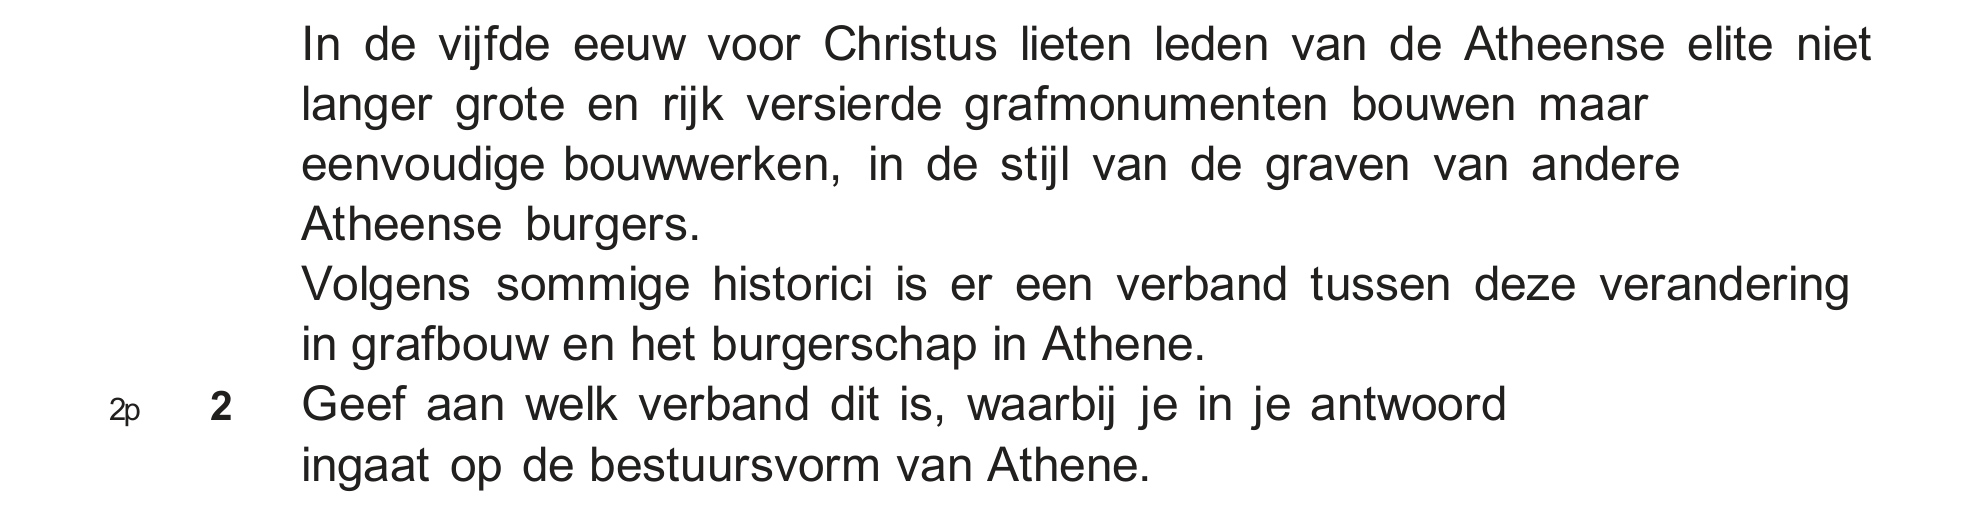 In de vijfde eeuw voor Christus lieten leden van de Atheense elite niet
langer grote en rijk versierde grafmonumenten bouwen maar
eenvoudige bouwwerken, in de stijl van de graven van andere
Atheense burgers.
Volgens sommige historici is er een verband tussen deze verandering
in grafbouw en het burgerschap in Athene.
2p 2 Geef aan welk verband dit is, waarbij je in je antwoord
ingaat op de bestuursvorm van Athene.